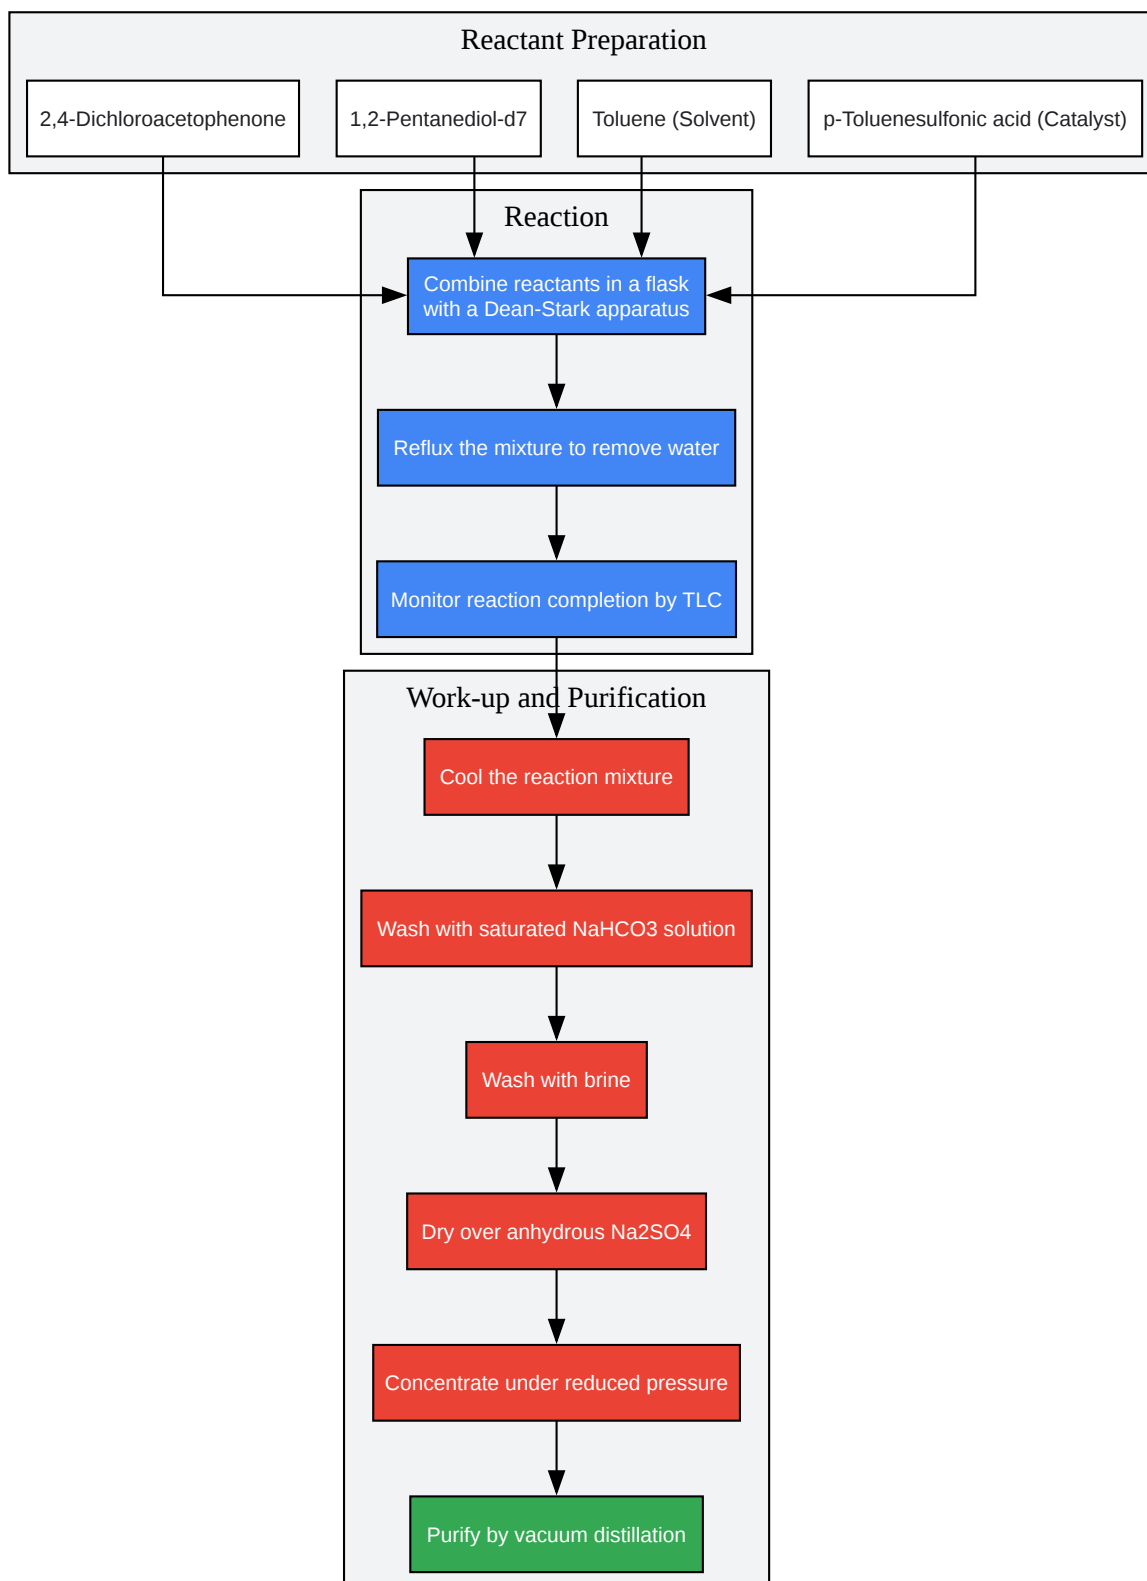 Reactant Preparation
2,4-Dichloroacetophenone
1,2-Pentanediol-d7
Toluene (Solvent)
p-Toluenesulfonic acid (Catalyst)
Reaction
Combine reactants in a flask
with a Dean-Stark apparatus
Reflux the mixture to remove water
Monitor reaction completion by TLC
Work-up and Purification
Cool the reaction mixture
Wash with saturated NaHCO3 solution
Wash with brine
Dry over anhydrous Na2SO4
Concentrate under reduced pressure
Purify by vacuum distillation